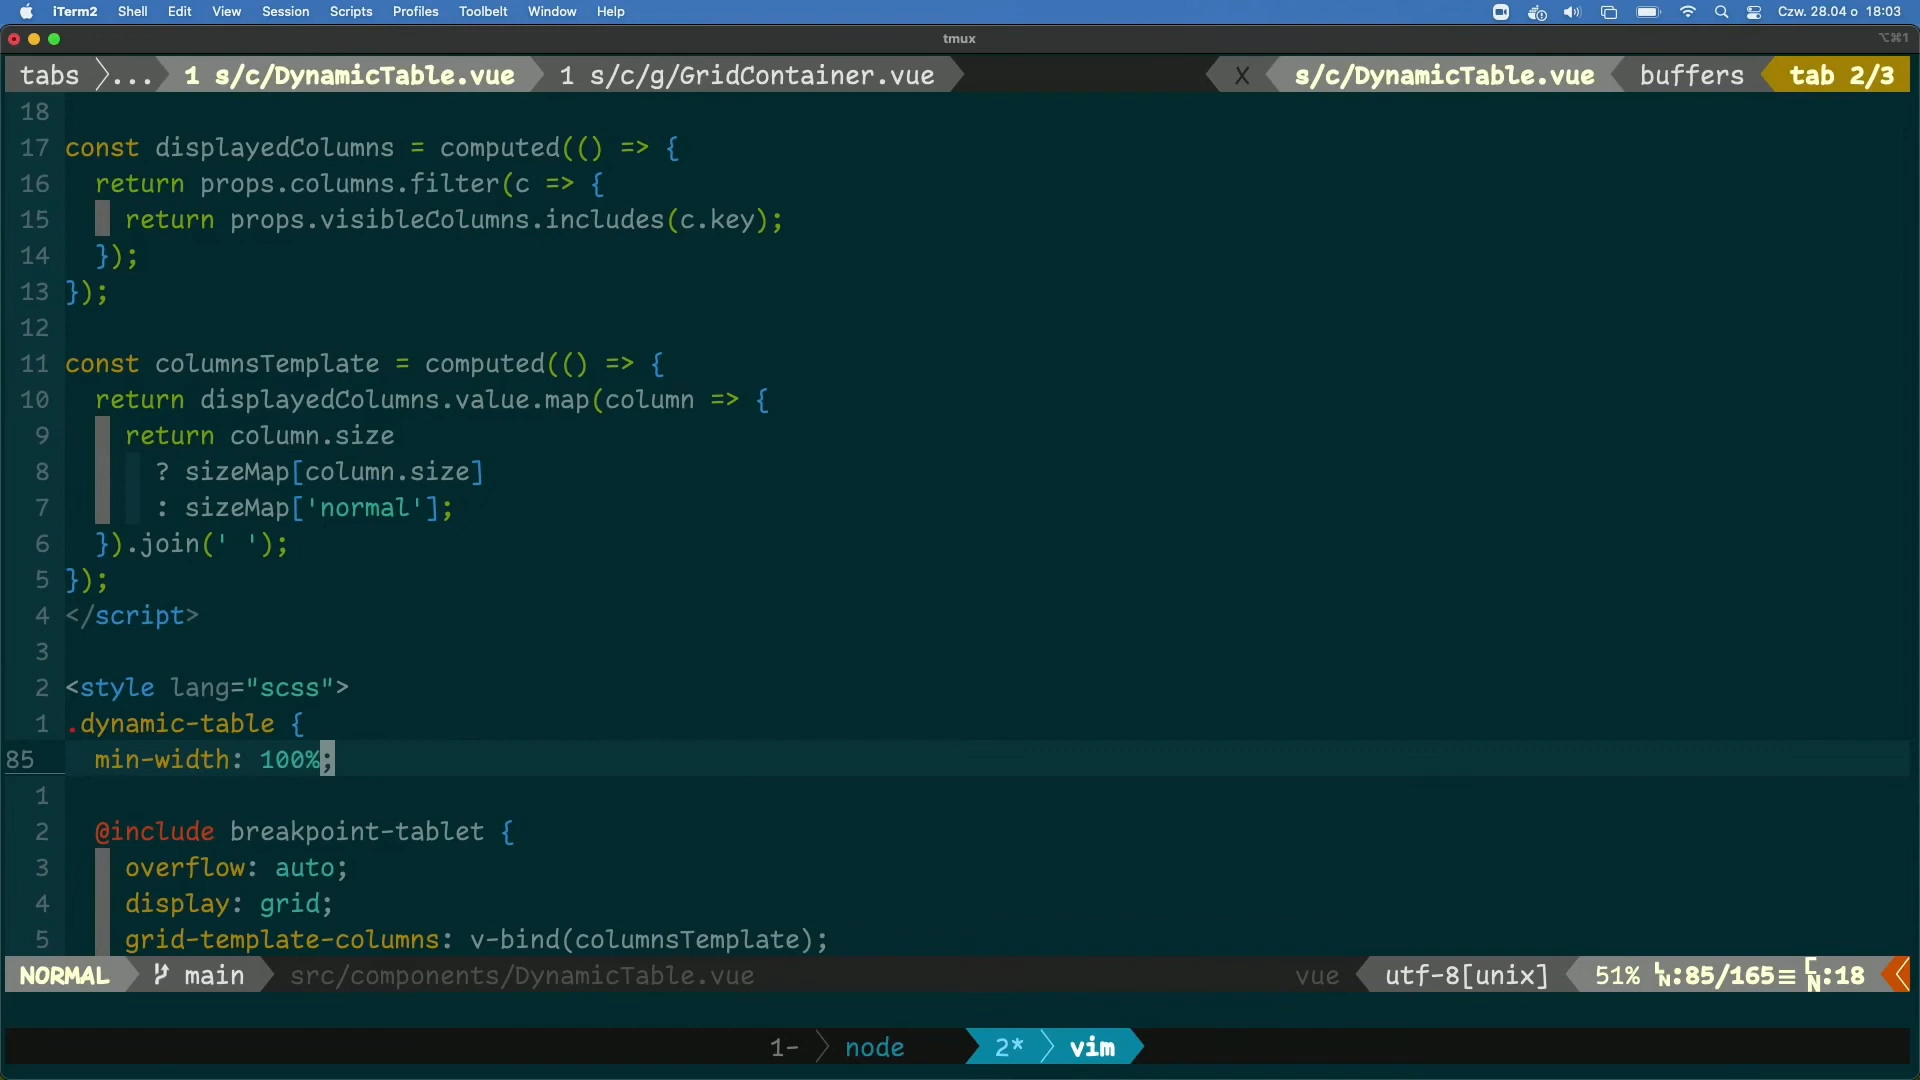 iTerm2 Shell Edit View Session Scripts Profiles Toolbelt Window Help Czw. 28.04 o 18:03
tmux ⌥⌘1
tabs ... 1 s/c/DynamicTable.vue 1 s/c/g/GridContainer.vue X s/c/DynamicTable.vue buffers tab 2/3
18
17 const displayedColumns = computed(() => {
16   return props.columns.filter(c => {
15     return props.visibleColumns.includes(c.key);
14   });
13 });
12
11 const columnsTemplate = computed(() => {
10   return displayedColumns.value.map(column => {
9     return column.size
8       ? sizeMap[column.size]
7       : sizeMap['normal'];
6   }).join(' ');
5 });
4 </script>
3
2 <style lang="scss">
1 .dynamic-table {
85   min-width: 100%;
1
2   @include breakpoint-tablet {
3     overflow: auto;
4     display: grid;
5     grid-template-columns: v-bind(columnsTemplate);
NORMAL main src/components/DynamicTable.vue vue utf-8[unix] 51% ㏑:85/165≡ ℅:18
1- node 2* vim